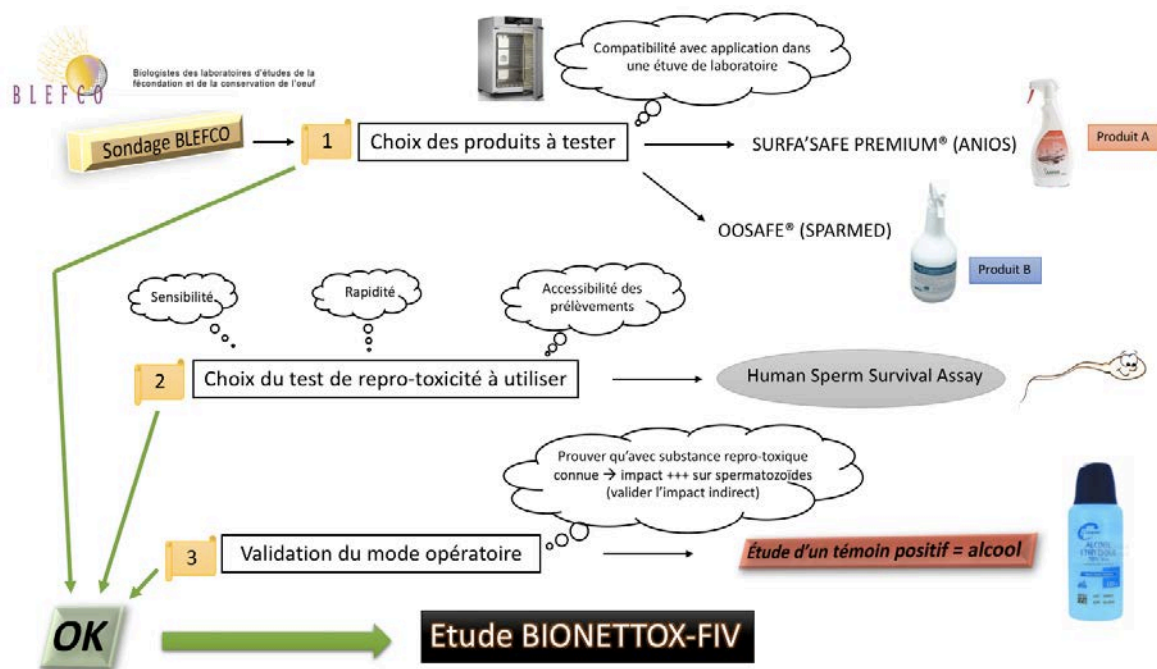 BLEFCO
Biologistes des laboratoires d'études de la
fécondation et de la conservation de l'oeuf
Compatibilité avec application dans
une étuve de laboratoire
Sondage BLEFCO
1
Choix des produits à tester
SURFA'SAFE PREMIUM® (ANIOS)
Produit A
OOSAFE® (SPARMED)
Produit B
Sensibilité
Rapidité
Accessibilité des
prélèvements
2
Choix du test de repro-toxicité à utiliser
Human Sperm Survival Assay
Prouver qu'avec substance repro-toxique
connue → impact +++ sur spermatozoïdes
(valider l'impact indirect)
3
Validation du mode opératoire
Étude d'un témoin positif = alcool
ALCOOL
OK
Etude BIONETTOX-FIV